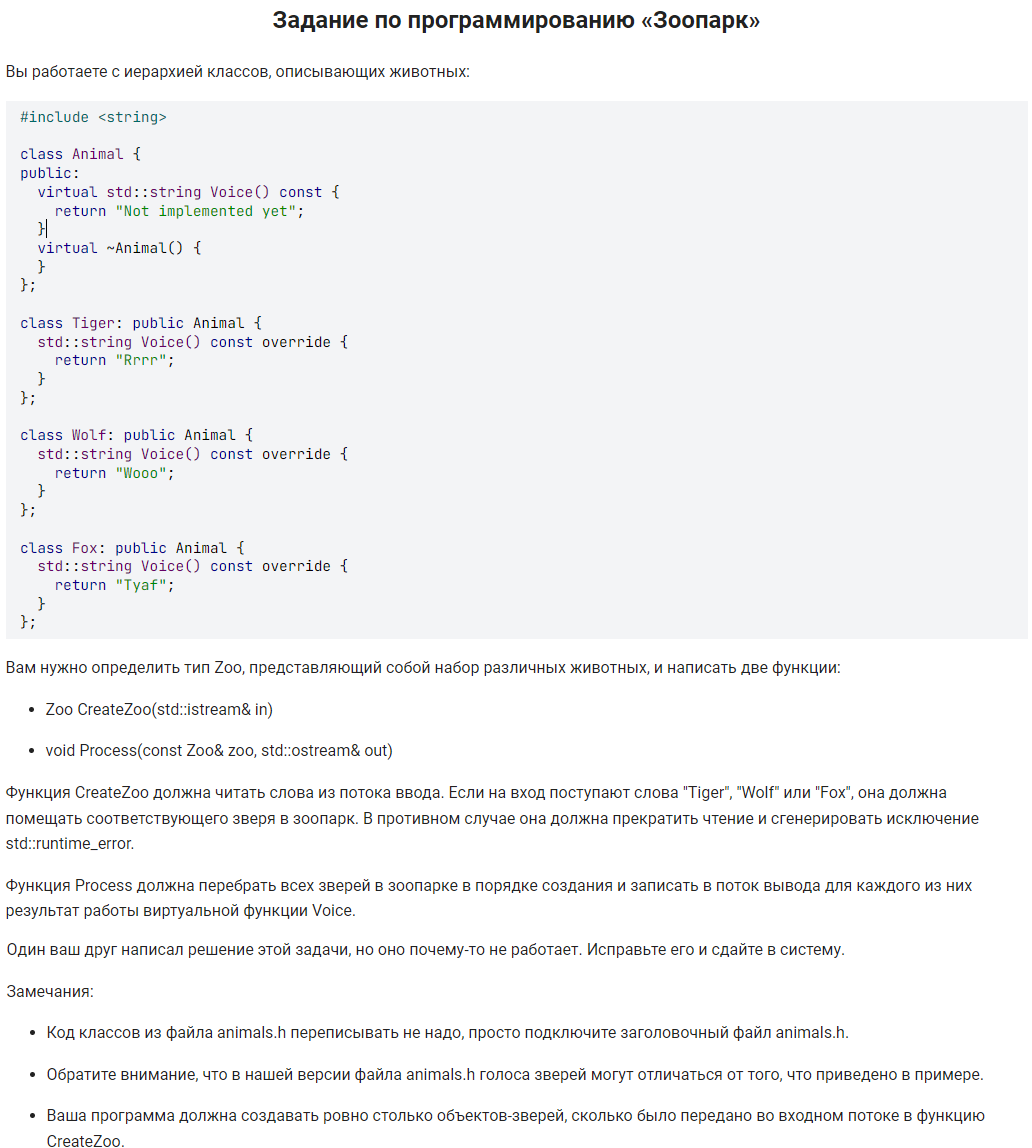 Задание по программированию «Зоопарк»
Вы работаете с иерархией классов, описывающих животных:
#include <string>
class Animal {
public:
  virtual std::string Voice() const {
    return "Not implemented yet";
  }
  virtual ~Animal() {
  }
};
class Tiger: public Animal {
  std::string Voice() const override {
    return "Rrrr";
  }
};
class Wolf: public Animal {
  std::string Voice() const override {
    return "Wooo";
  }
};
class Fox: public Animal {
  std::string Voice() const override {
    return "Tyaf";
  }
};
Вам нужно определить тип Zoo, представляющий собой набор различных животных, и написать две функции:
• Zoo CreateZoo(std::istream& in)
• void Process(const Zoo& zoo, std::ostream& out)
Функция CreateZoo должна читать слова из потока ввода. Если на вход поступают слова "Tiger", "Wolf" или "Fox", она должна
помещать соответствующего зверя в зоопарк. В противном случае она должна прекратить чтение и сгенерировать исключение
std::runtime_error.
Функция Process должна перебрать всех зверей в зоопарке в порядке создания и записать в поток вывода для каждого из них
результат работы виртуальной функции Voice.
Один ваш друг написал решение этой задачи, но оно почему-то не работает. Исправьте его и сдайте в систему.
Замечания:
• Код классов из файла animals.h переписывать не надо, просто подключите заголовочный файл animals.h.
• Обратите внимание, что в нашей версии файла animals.h голоса зверей могут отличаться от того, что приведено в примере.
• Ваша программа должна создавать ровно столько объектов-зверей, сколько было передано во входном потоке в функцию
CreateZoo.